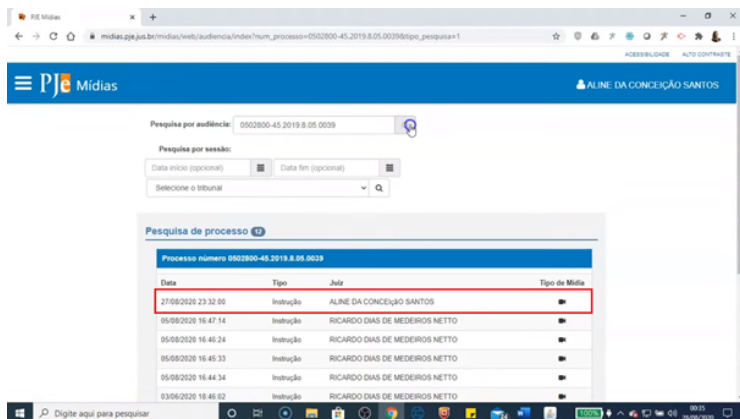 PJE Mídias
midias.pje.jus.br/midias/web/audiencia/index?num_processo=0502800-45.2019.8.05.0039&tipo_pesquisa=1
ACESSIBILIDADE ALTO CONTRASTE
PJe Mídias ALINE DA CONCEIÇÃO SANTOS
Pesquisa por audiência: 0502800-45.2019.8.05.0039
Pesquisa por sessão:
Data início (opcional) Data fim (opcional)
Selecione o tribunal
Pesquisa de processo 12
Processo número 0502800-45.2019.8.05.0039
Data Tipo Juiz Tipo de Mídia
27/08/2020 23:32:00 Instrução ALINE DA CONCEIçãO SANTOS
05/08/2020 16:47:14 Instrução RICARDO DIAS DE MEDEIROS NETTO
05/08/2020 16:46:24 Instrução RICARDO DIAS DE MEDEIROS NETTO
05/08/2020 16:45:33 Instrução RICARDO DIAS DE MEDEIROS NETTO
05/08/2020 16:44:34 Instrução RICARDO DIAS DE MEDEIROS NETTO
03/06/2020 18:46:02 Instrução RICARDO DIAS DE MEDEIROS NETTO
Digite aqui para pesquisar 100% 00:35
28/08/2020